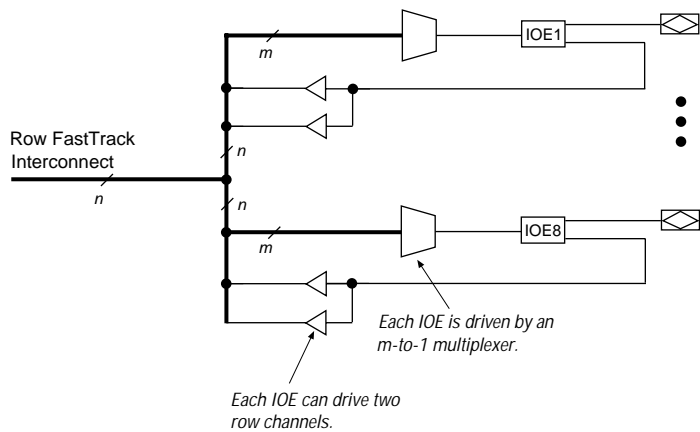 m
IOE1
Row FastTrack
Interconnect
n
n
n
m
IOE8
Each IOE is driven by an
m-to-1 multiplexer.
Each IOE can drive two
row channels.